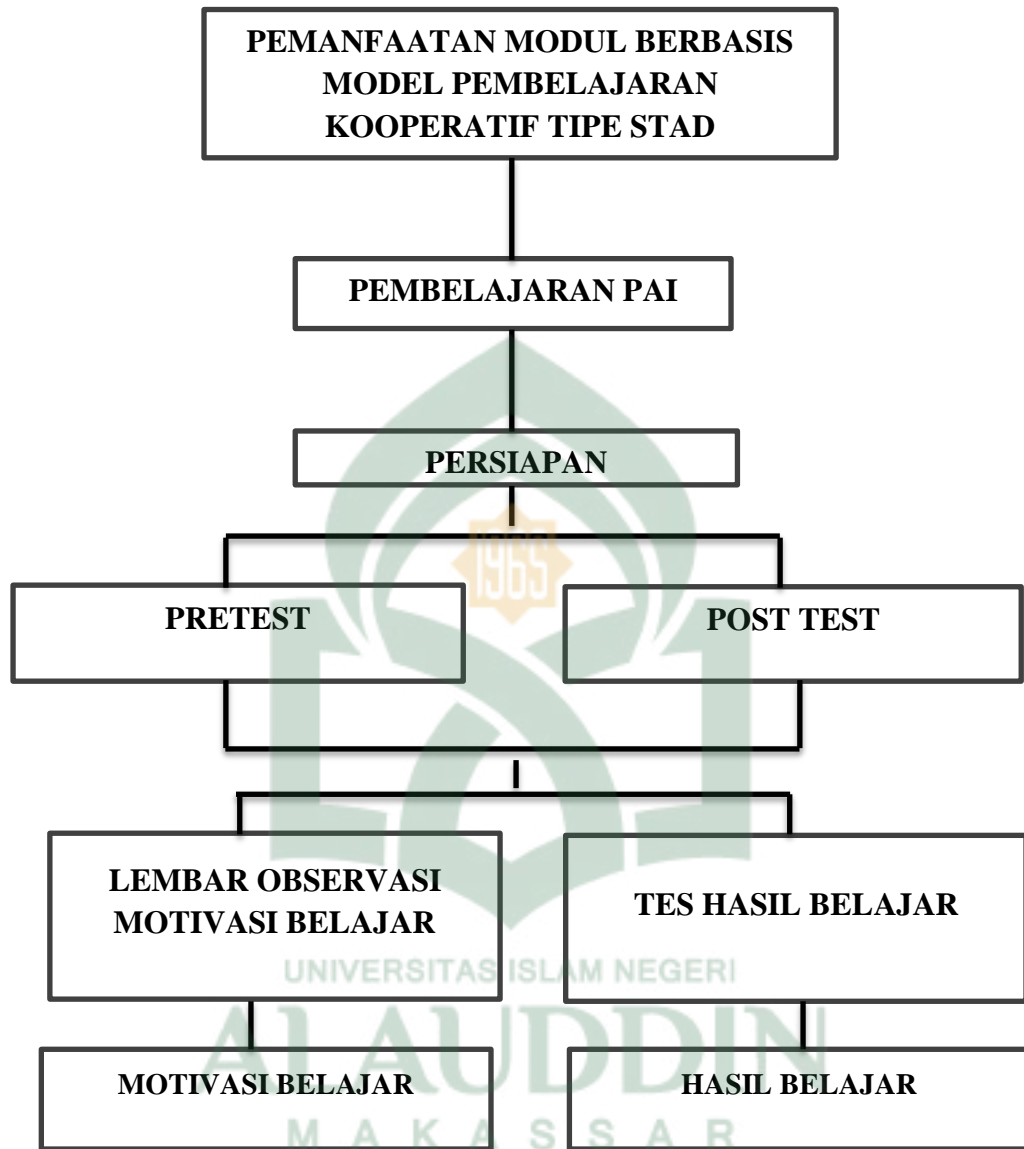 PEMANFAATAN MODUL BERBASIS
MODEL PEMBELAJARAN
KOOPERATIF TIPE STAD
PEMBELAJARAN PAI
PERSIAPAN
1965
PRETEST
POST TEST
LEMBAR OBSERVASI
MOTIVASI BELAJAR
TES HASIL BELAJAR
UNIVERSITAS ISLAM NEGERI
ALAUDDIN
MOTIVASI BELAJAR
HASIL BELAJAR
MAKASSAR